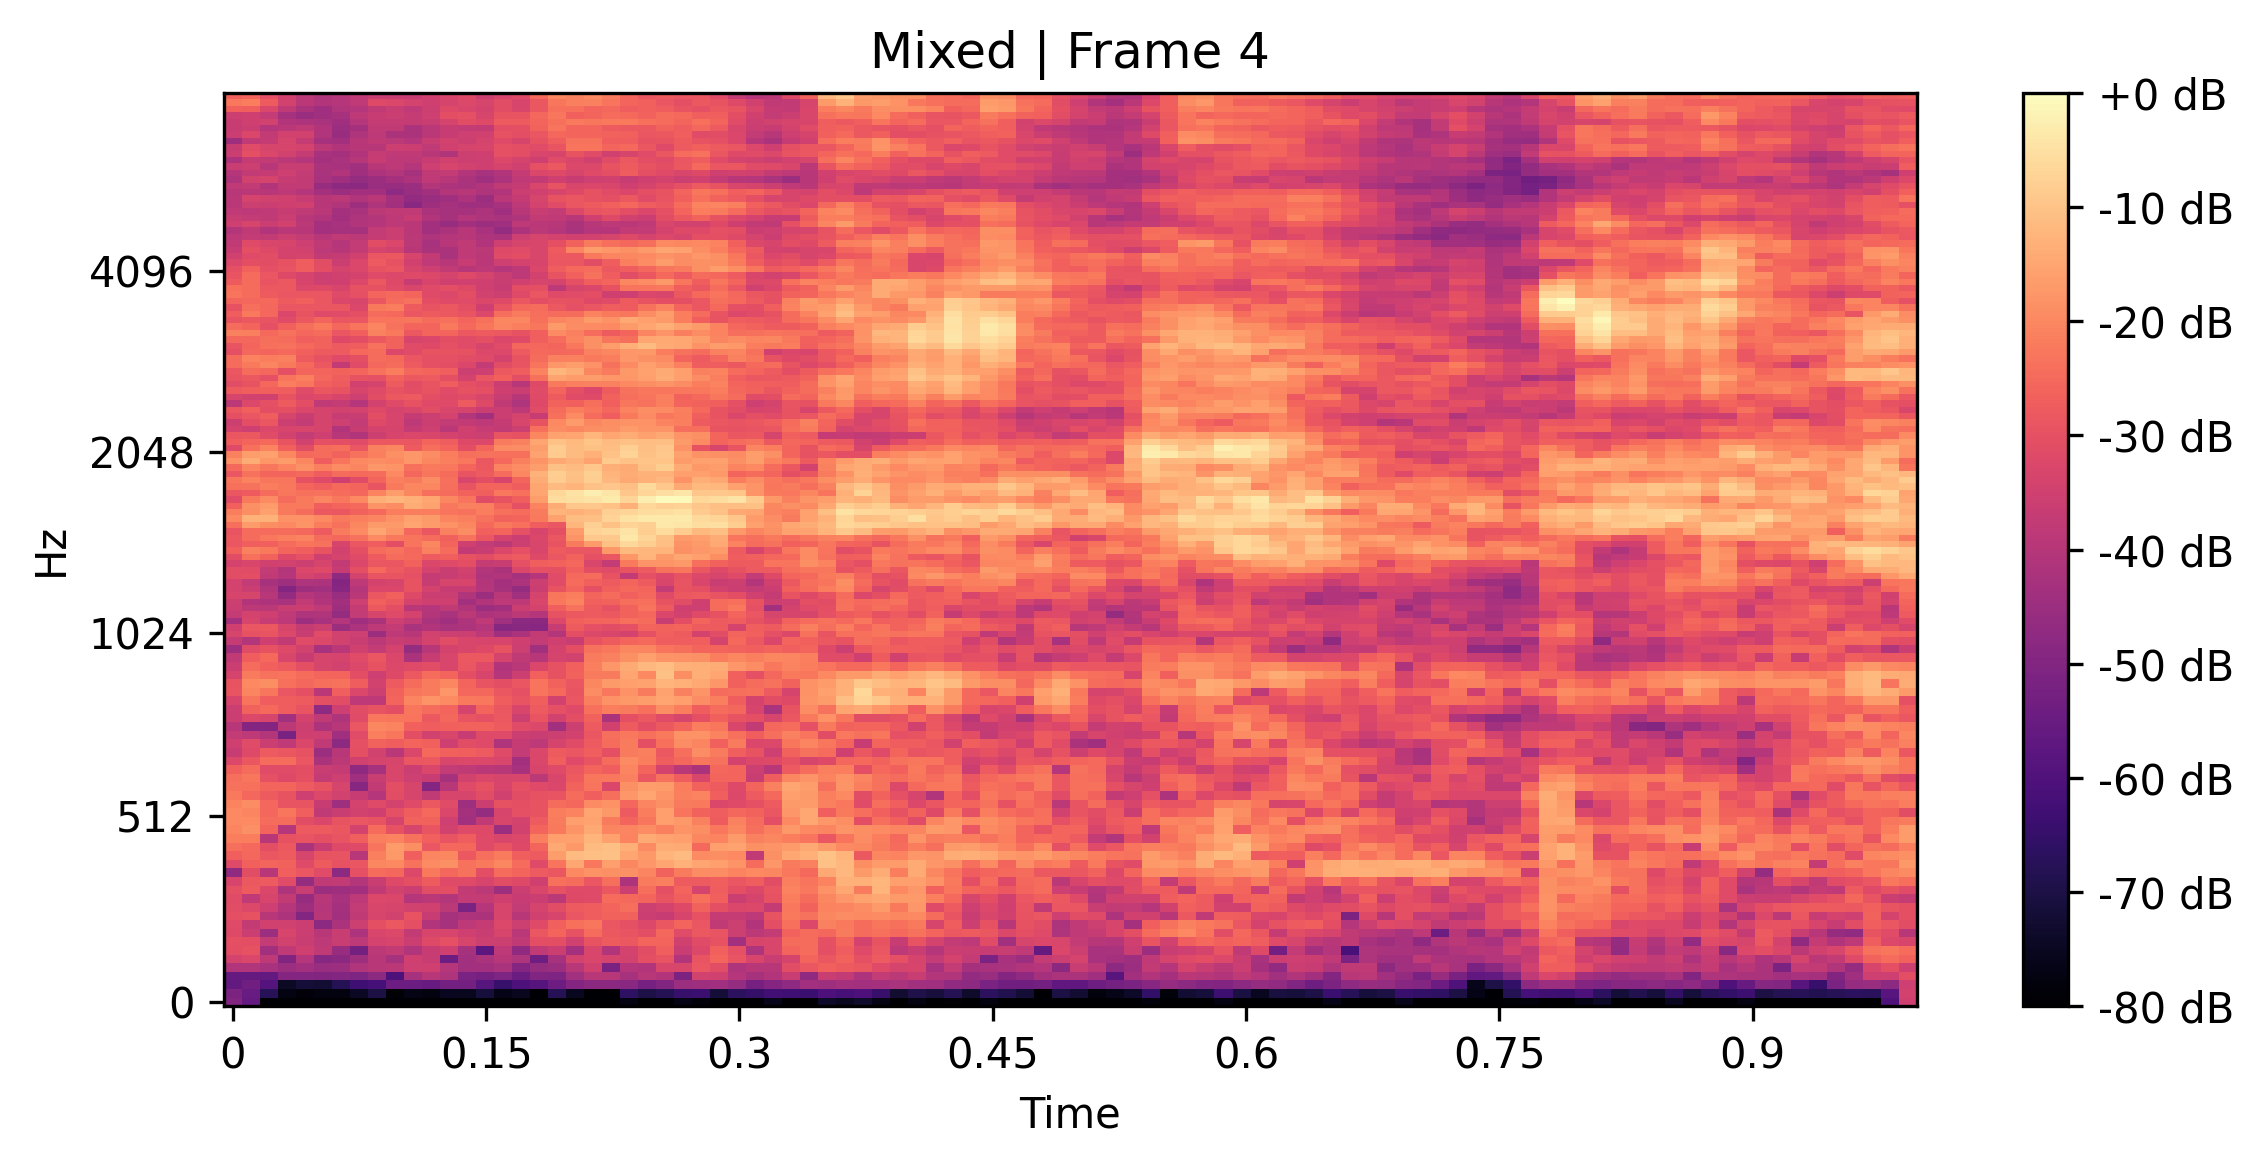 Mixed | Frame 4
+0 dB
-10 dB
-20 dB
-30 dB
-40 dB
-50 dB
-60 dB
-70 dB
-80 dB
Hz
4096
2048
1024
512
0
0 0.15 0.3 0.45 0.6 0.75 0.9
Time